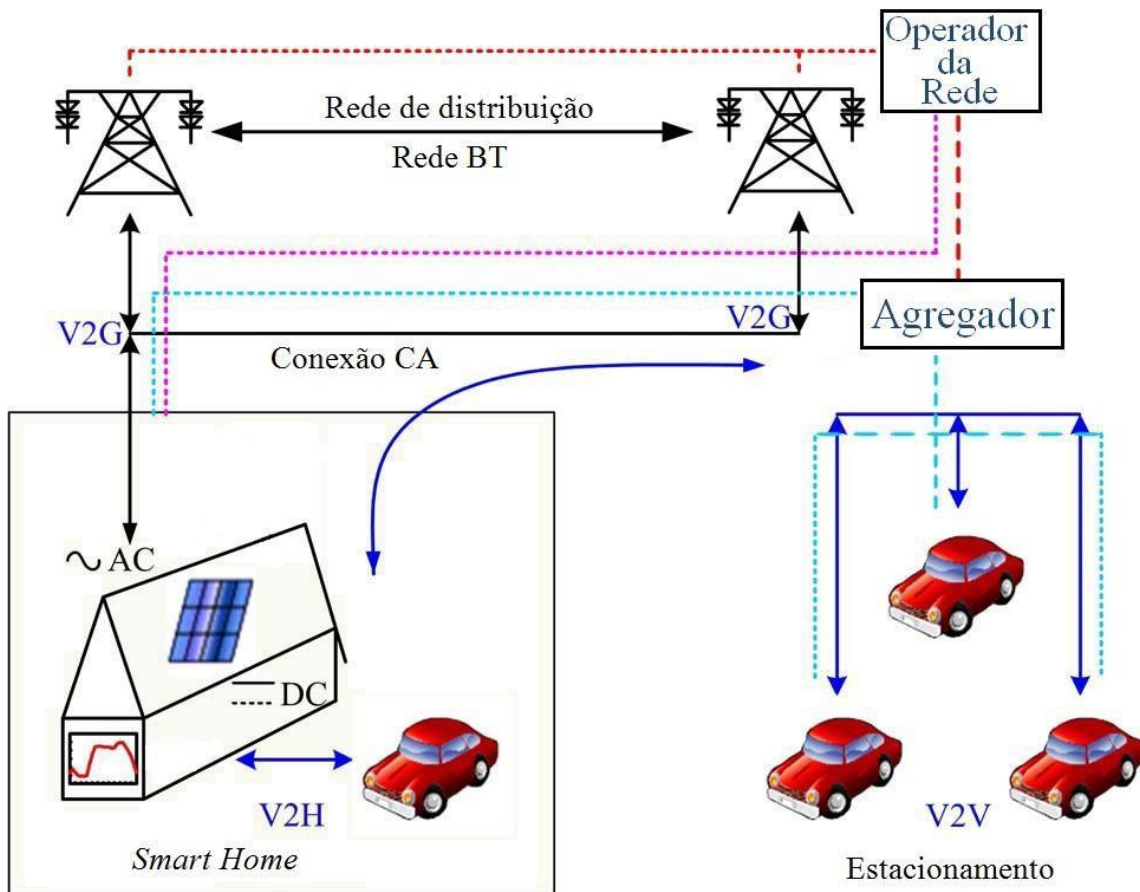 Operador
da
Rede
Rede de distribuição
Rede BT
Agregador
V2G
V2G
Conexão CA
AC
DC
V2H
V2V
Smart Home
Estacionamento